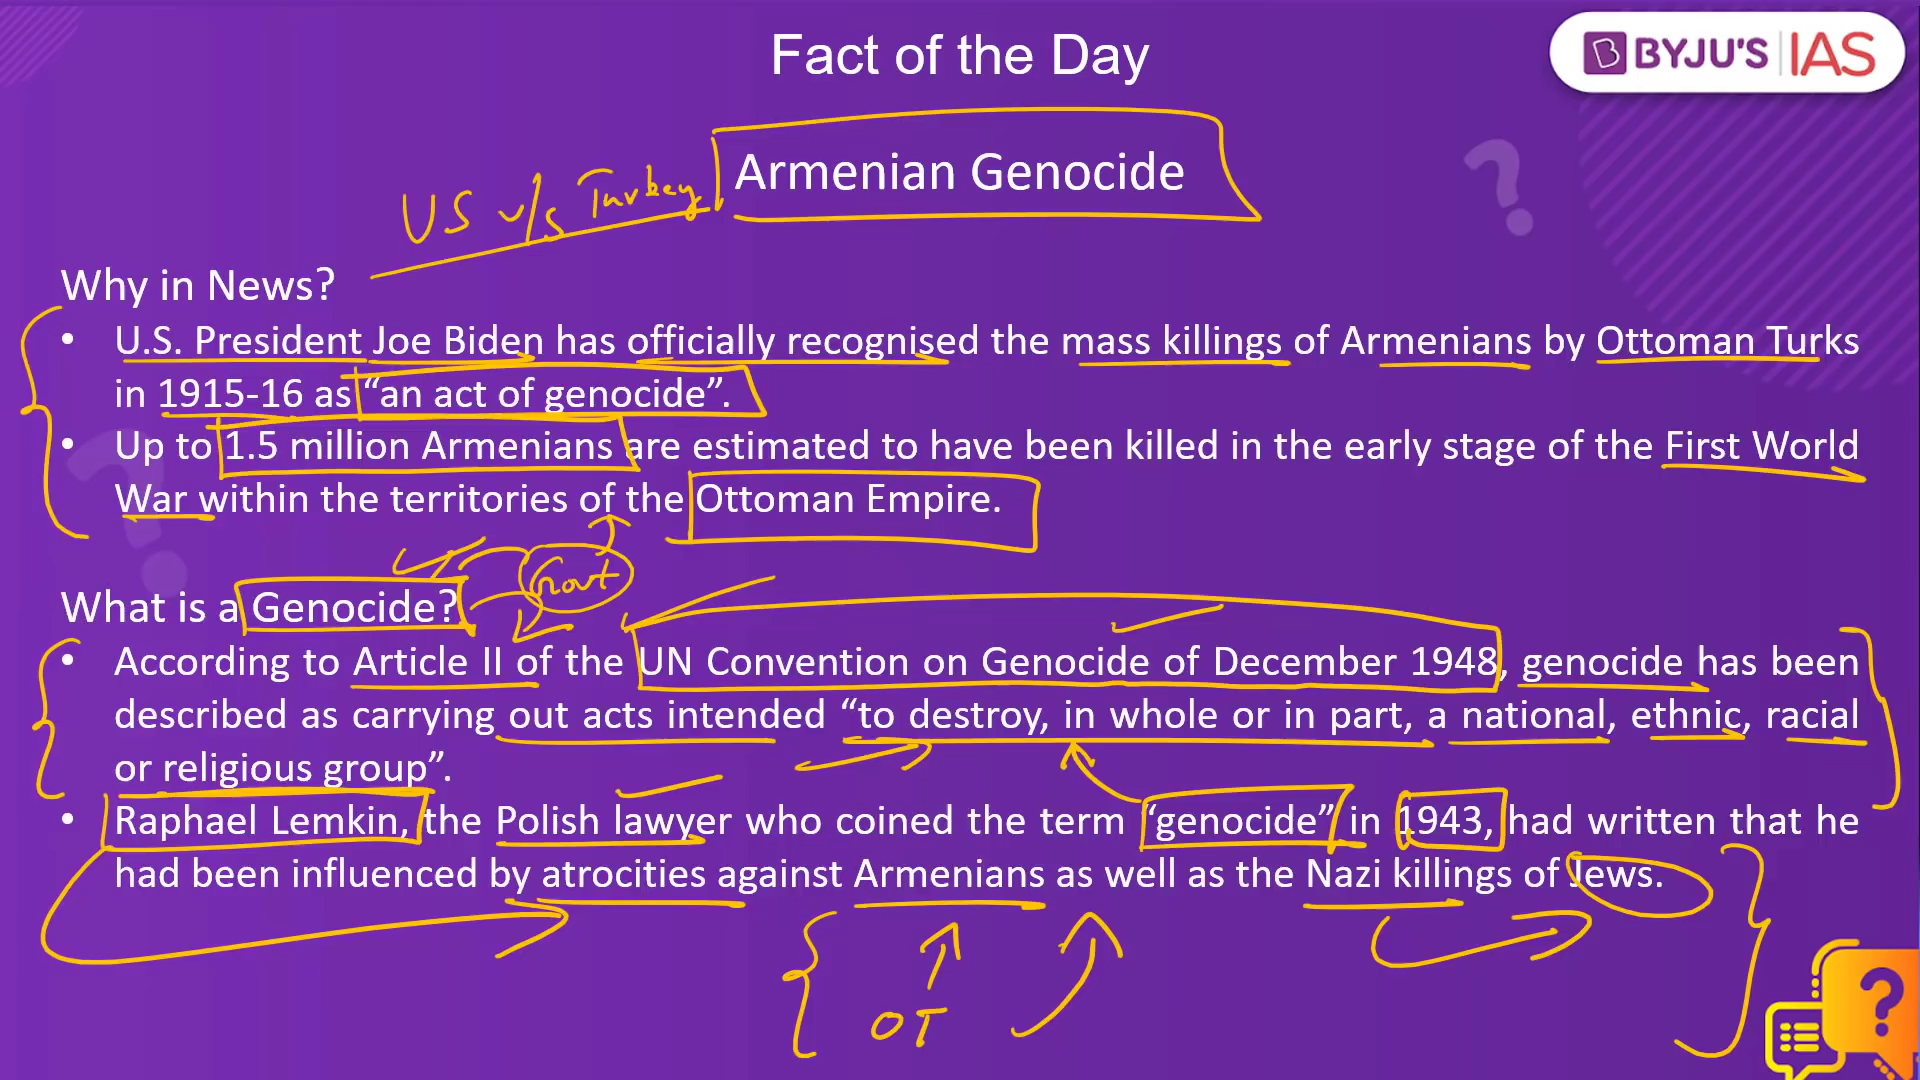 Fact of the Day
BYJU'S IAS
Armenian Genocide
US v/s Turkey
Why in News?
• U.S. President Joe Biden has officially recognised the mass killings of Armenians by Ottoman Turks
in 1915-16 as “an act of genocide”.
• Up to 1.5 million Armenians are estimated to have been killed in the early stage of the First World
War within the territories of the Ottoman Empire.
Govt
What is a Genocide?
• According to Article II of the UN Convention on Genocide of December 1948, genocide has been
described as carrying out acts intended “to destroy, in whole or in part, a national, ethnic, racial
or religious group”.
• Raphael Lemkin, the Polish lawyer who coined the term “genocide” in 1943, had written that he
had been influenced by atrocities against Armenians as well as the Nazi killings of Jews.
OT